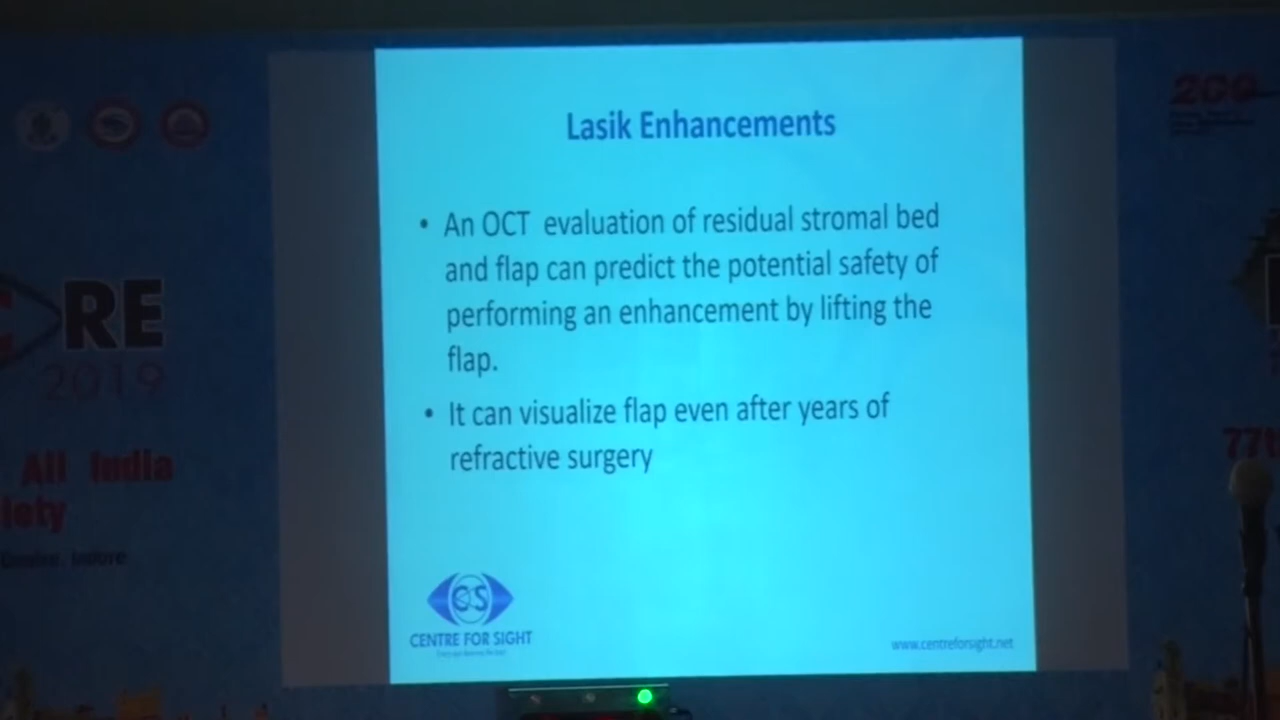 Lasik Enhancements
• An OCT evaluation of residual stromal bed
and flap can predict the potential safety of
performing an enhancement by lifting the
flap.
• It can visualize flap even after years of
refractive surgery
CENTRE FOR SIGHT
www.centreforsight.net
RE
2019
All India
Indore